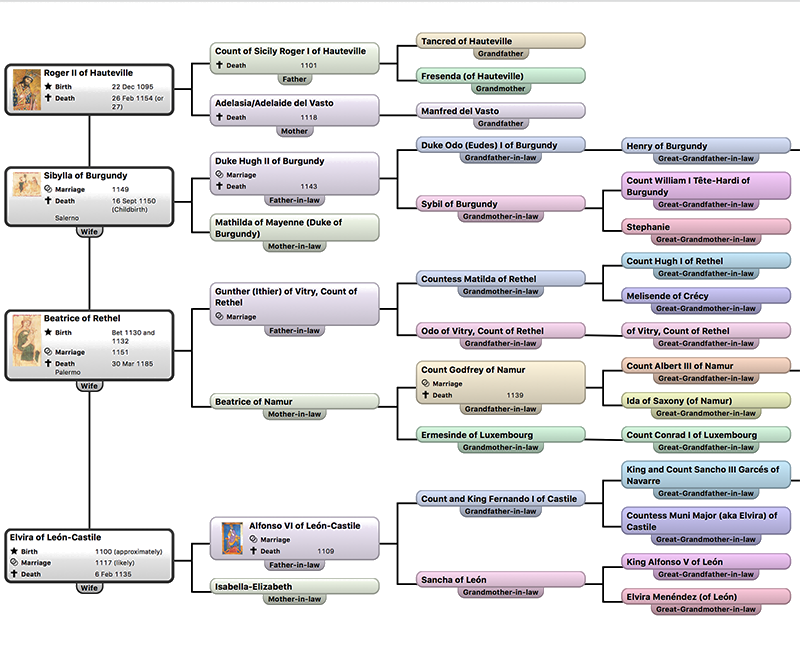 Roger II of Hauteville
Birth 22 Dec 1095
Death 26 Feb 1154 (or
27)
Count of Sicily Roger I of Hauteville
Death 1101
Father
Tancred of Hauteville
Grandfather
Fresenda (of Hauteville)
Grandmother
Adelasia/Adelaide del Vasto
Death 1118
Mother
Manfred del Vasto
Grandfather
Sibylla of Burgundy
Marriage 1149
Death 16 Sept 1150
(Childbirth)
Salerno
Wife
Duke Hugh II of Burgundy
Marriage
Death 1143
Father-in-law
Mathilda of Mayenne (Duke of
Burgundy)
Mother-in-law
Duke Odo (Eudes) I of Burgundy
Grandfather-in-law
Henry of Burgundy
Great-Grandfather-in-law
Sybil of Burgundy
Grandmother-in-law
Count William I Tête-Hardi of
Burgundy
Great-Grandfather-in-law
Stephanie
Great-Grandmother-in-law
Beatrice of Rethel
Birth Bet 1130 and
1132
Marriage 1151
Death 30 Mar 1185
Palermo
Wife
Gunther (Ithier) of Vitry, Count of
Rethel
Marriage
Father-in-law
Beatrice of Namur
Mother-in-law
Countess Matilda of Rethel
Grandmother-in-law
Count Hugh I of Rethel
Great-Grandfather-in-law
Melisende of Crécy
Great-Grandmother-in-law
Odo of Vitry, Count of Rethel
Grandfather-in-law
of Vitry, Count of Rethel
Great-Grandfather-in-law
Count Godfrey of Namur
Marriage
Death 1139
Grandfather-in-law
Count Albert III of Namur
Great-Grandfather-in-law
Ida of Saxony (of Namur)
Great-Grandmother-in-law
Ermesinde of Luxembourg
Grandmother-in-law
Count Conrad I of Luxembourg
Great-Grandfather-in-law
Elvira of León-Castile
Birth 1100 (approximately)
Marriage 1117 (likely)
Death 6 Feb 1135
Wife
Alfonso VI of León-Castile
Marriage
Death 1109
Father-in-law
Isabella-Elizabeth
Mother-in-law
Count and King Fernando I of Castile
Grandfather-in-law
King and Count Sancho III Garcés of
Navarre
Great-Grandfather-in-law
Countess Muni Major (aka Elvira) of
Castile
Great-Grandmother-in-law
Sancha of León
Grandmother-in-law
King Alfonso V of León
Great-Grandfather-in-law
Elvira Menéndez (of León)
Great-Grandmother-in-law